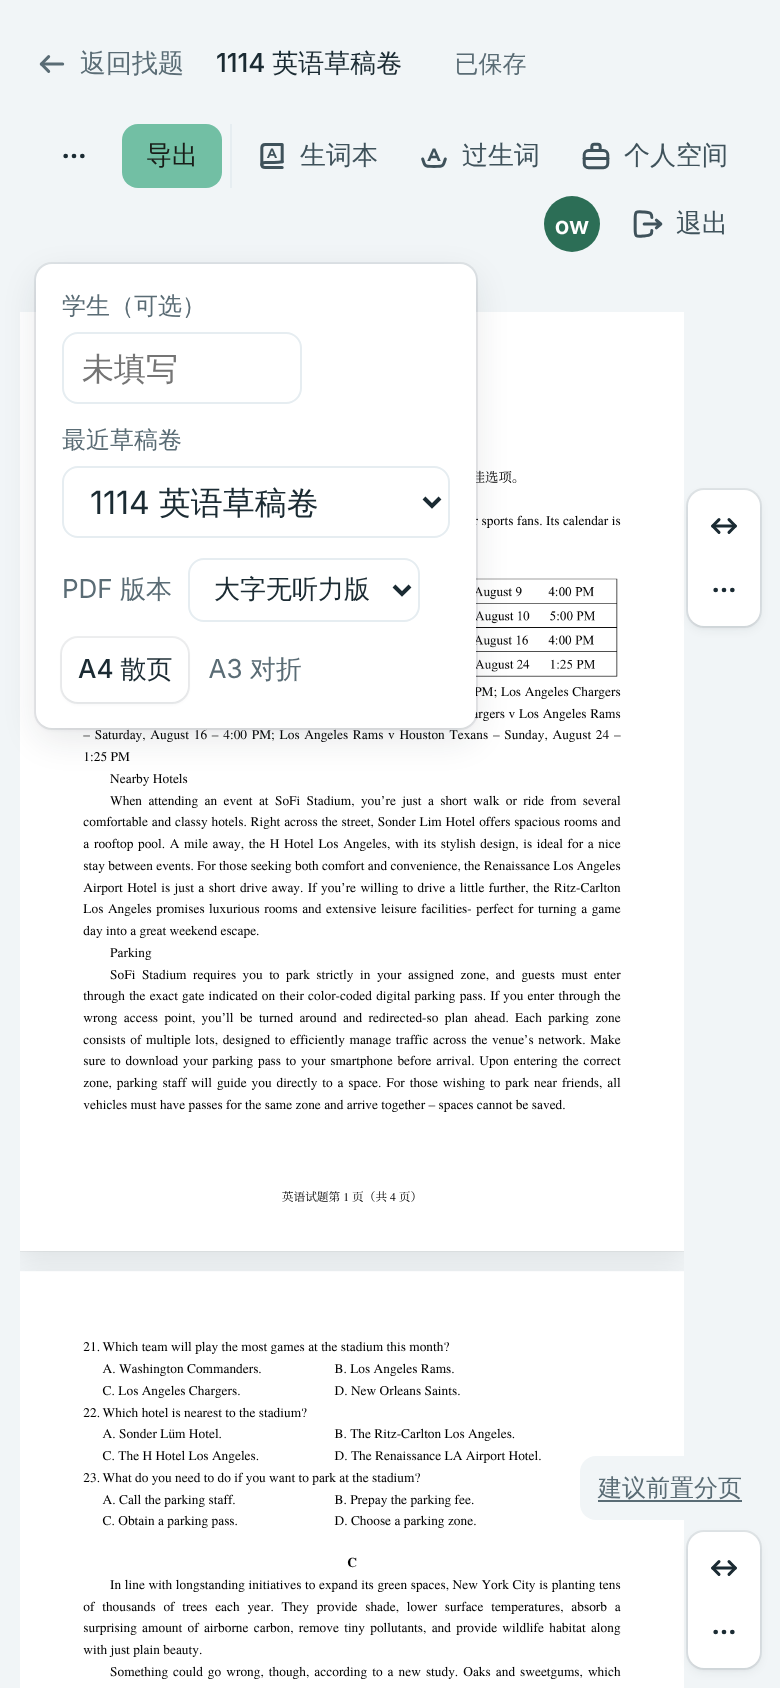 返回找题
1114 英语草稿卷
已保存
导出
生词本
过生词
个人空间
ow
退出
学生（可选）
未填写
最近草稿卷
1114 英语草稿卷
PDF 版本
大字无听力版
A4 散页
A3 对折
佳选项。
r sports fans. Its calendar is
August 9 4:00 PM
August 10 5:00 PM
August 16 4:00 PM
August 24 1:25 PM
PM; Los Angeles Chargers
rgers v Los Angeles Rams
– Saturday, August 16 – 4:00 PM; Los Angeles Rams v Houston Texans – Sunday, August 24 –
1:25 PM
Nearby Hotels
When attending an event at SoFi Stadium, you’re just a short walk or ride from several
comfortable and classy hotels. Right across the street, Sonder Lim Hotel offers spacious rooms and
a rooftop pool. A mile away, the H Hotel Los Angeles, with its stylish design, is ideal for a nice
stay between events. For those seeking both comfort and convenience, the Renaissance Los Angeles
Airport Hotel is just a short drive away. If you’re willing to drive a little further, the Ritz-Carlton
Los Angeles promises luxurious rooms and extensive leisure facilities- perfect for turning a game
day into a great weekend escape.
Parking
SoFi Stadium requires you to park strictly in your assigned zone, and guests must enter
through the exact gate indicated on their color-coded digital parking pass. If you enter through the
wrong access point, you’ll be turned around and redirected-so plan ahead. Each parking zone
consists of multiple lots, designed to efficiently manage traffic across the venue’s network. Make
sure to download your parking pass to your smartphone before arrival. Upon entering the correct
zone, parking staff will guide you directly to a space. For those wishing to park near friends, all
vehicles must have passes for the same zone and arrive together – spaces cannot be saved.
英语试题第 1 页（共 4 页）
21. Which team will play the most games at the stadium this month?
A. Washington Commanders. B. Los Angeles Rams.
C. Los Angeles Chargers. D. New Orleans Saints.
22. Which hotel is nearest to the stadium?
A. Sonder Lüm Hotel. B. The Ritz-Carlton Los Angeles.
C. The H Hotel Los Angeles. D. The Renaissance LA Airport Hotel.
23. What do you need to do if you want to park at the stadium?
A. Call the parking staff. B. Prepay the parking fee.
C. Obtain a parking pass. D. Choose a parking zone.
建议前置分页
C
In line with longstanding initiatives to expand its green spaces, New York City is planting tens
of thousands of trees each year. They provide shade, lower surface temperatures, absorb a
surprising amount of airborne carbon, remove tiny pollutants, and provide wildlife habitat along
with just plain beauty.
Something could go wrong, though, according to a new study. Oaks and sweetgums, which